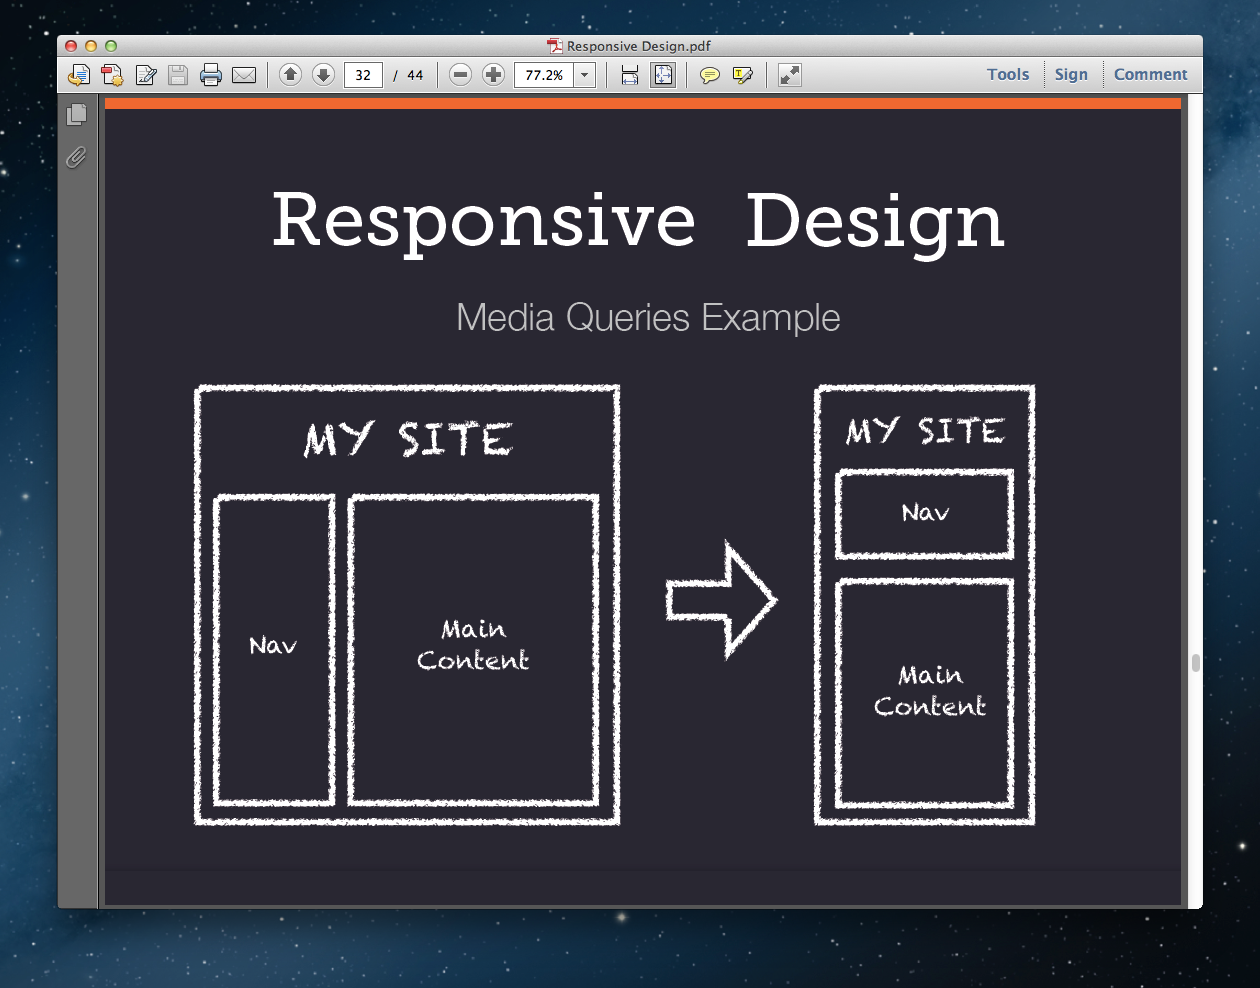 Responsive Design.pdf
32 / 44 77.2% Tools Sign Comment
Responsive Design
Media Queries Example
MY SITE
Nav
Main
Content
MY SITE
Nav
Main
Content